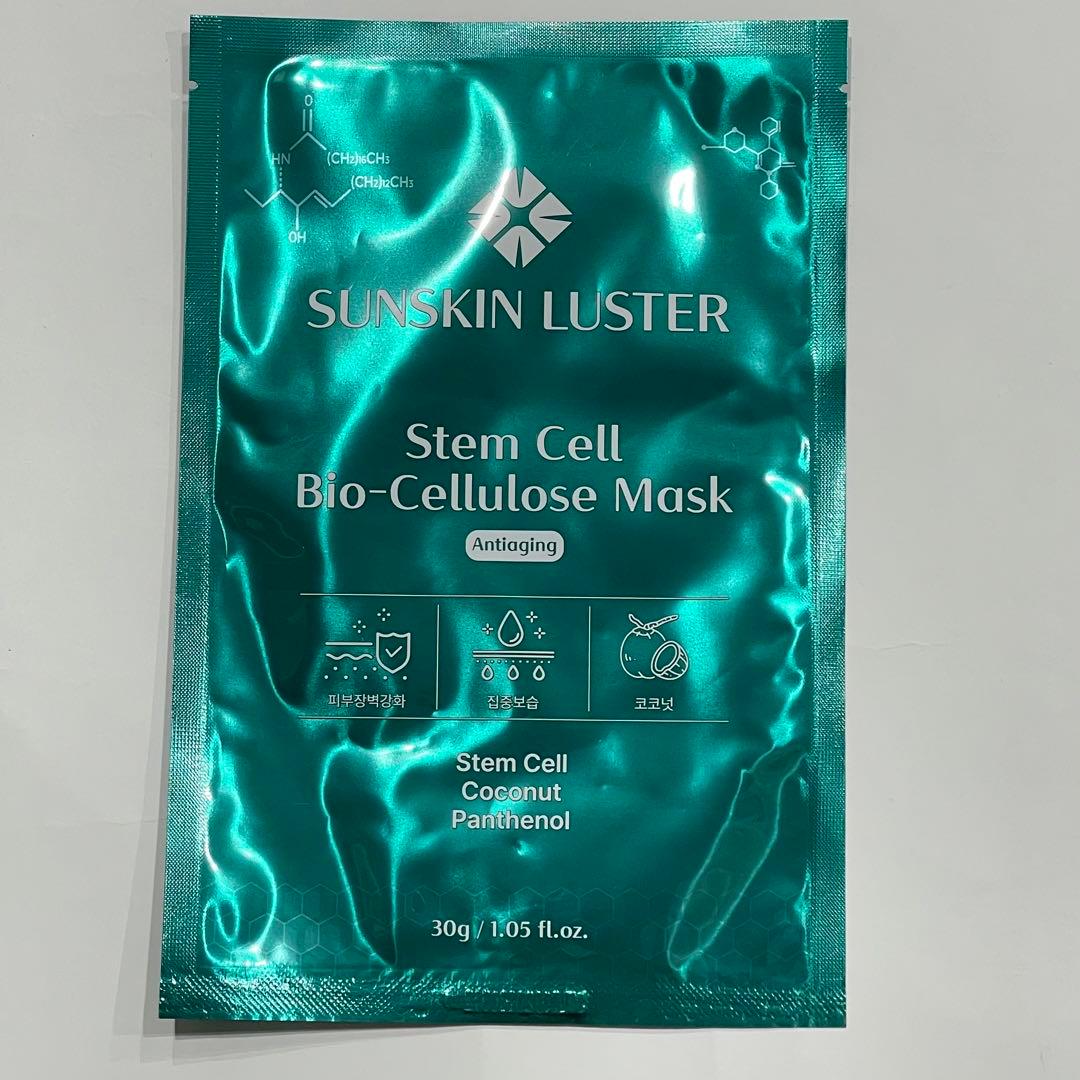 O
HN
(CH₂)₁₆CH₃
(CH₂)₁₂CH₃
OH
SUNSKIN LUSTER
Stem Cell
Bio-Cellulose Mask
Antiaging
피부장벽강화
집중보습
코코넛
Stem Cell
Coconut
Panthenol
30g / 1.05 fl.oz.